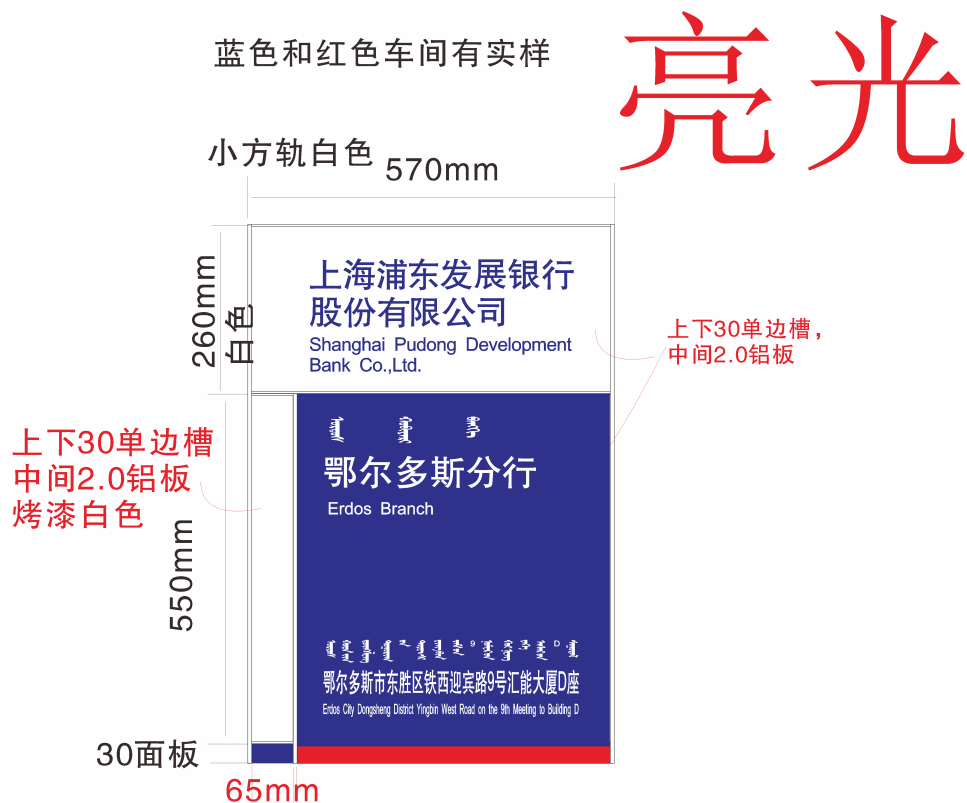 蓝色和红色车间有实样
亮光
小方轨白色
570mm
260mm
白色
上海浦东发展银行
股份有限公司
Shanghai Pudong Development
Bank Co.,Ltd.
上下30单边槽，
中间2.0铝板
上下30单边槽
中间2.0铝板
烤漆白色
鄂尔多斯分行
Erdos Branch
550mm
鄂尔多斯市东胜区铁西迎宾路9号汇能大厦D座
Erdos City Dongsheng District Yingbin West Road on the 9th Meeting to Building D
30面板
65mm